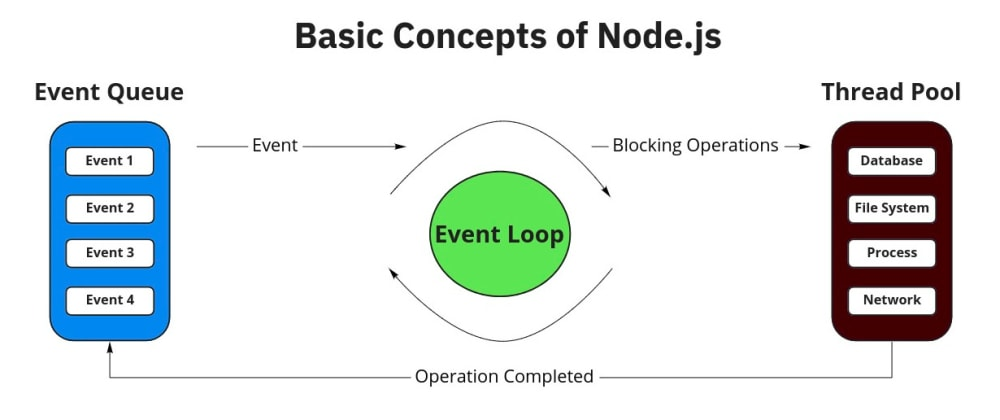 Basic Concepts of Node.js
Event Queue
Thread Pool
Event
Blocking Operations
Event 1
Event 2
Event 3
Event 4
Event Loop
Database
File System
Process
Network
Operation Completed